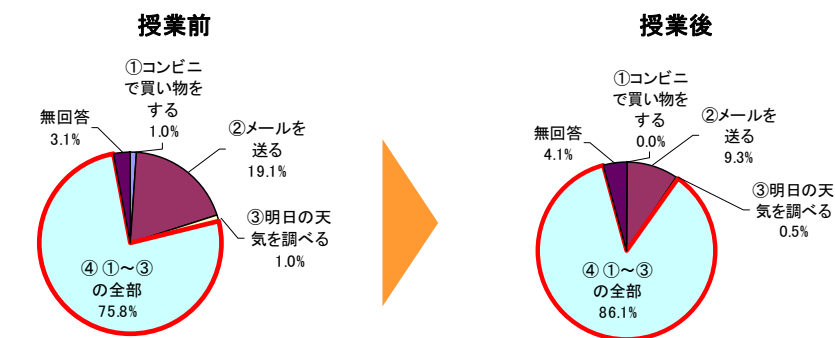 授業前
①コンビニ
で買い物を
する
1.0%
無回答
3.1%
②メールを
送る
19.1%
③明日の天
気を調べる
1.0%
④ ①～③
の全部
75.8%
授業後
①コンビニ
で買い物を
する
0.0%
無回答
4.1%
②メールを
送る
9.3%
③明日の天
気を調べる
0.5%
④ ①～③
の全部
86.1%